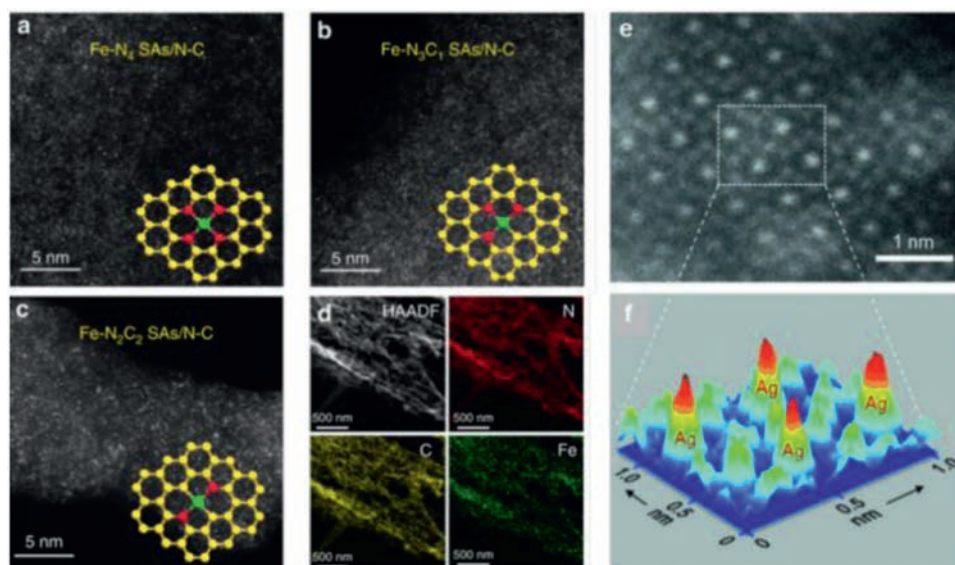 a
Fe-N₄ SAs/N-C
5 nm
b
Fe-N₃C₁ SAs/N-C
5 nm
c
Fe-N₂C₂ SAs/N-C
5 nm
d
HAADF
500 nm
N
500 nm
C
500 nm
Fe
500 nm
e
1 nm
f
Ag
Ag
Ag
Ag
1.0
0.5
0
nm
0
0.5
1.0
nm